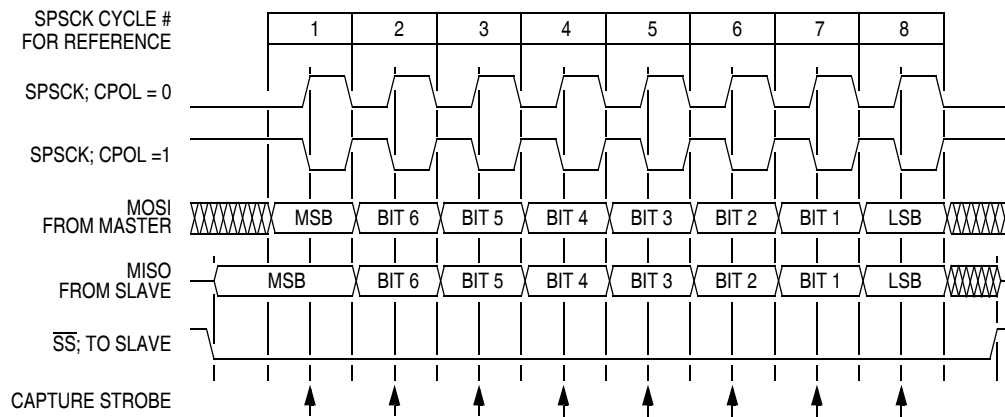 SPSCK CYCLE #
FOR REFERENCE
1 2 3 4 5 6 7 8
SPSCK; CPOL = 0
SPSCK; CPOL =1
MOSI
FROM MASTER
MSB BIT 6 BIT 5 BIT 4 BIT 3 BIT 2 BIT 1 LSB
MISO
FROM SLAVE
MSB BIT 6 BIT 5 BIT 4 BIT 3 BIT 2 BIT 1 LSB
SS; TO SLAVE
CAPTURE STROBE